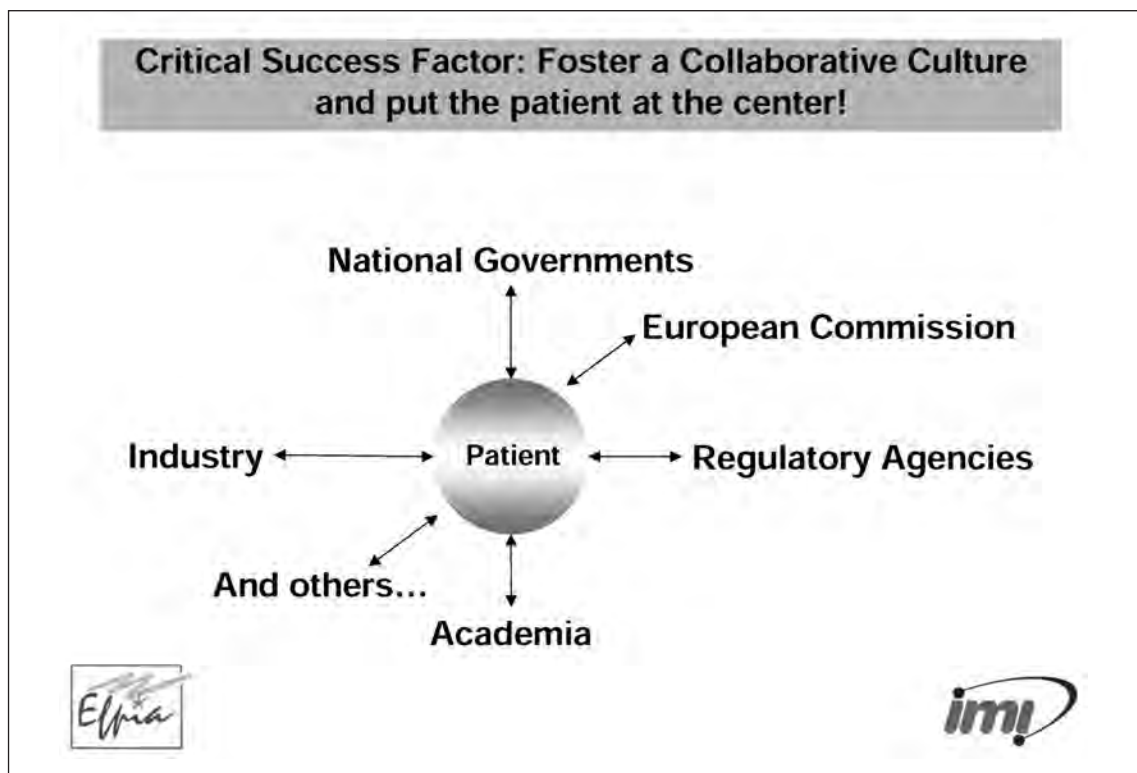 Critical Success Factor: Foster a Collaborative Culture
and put the patient at the center!
National Governments
European Commission
Industry
Patient
Regulatory Agencies
And others...
Academia
Efpia
imi